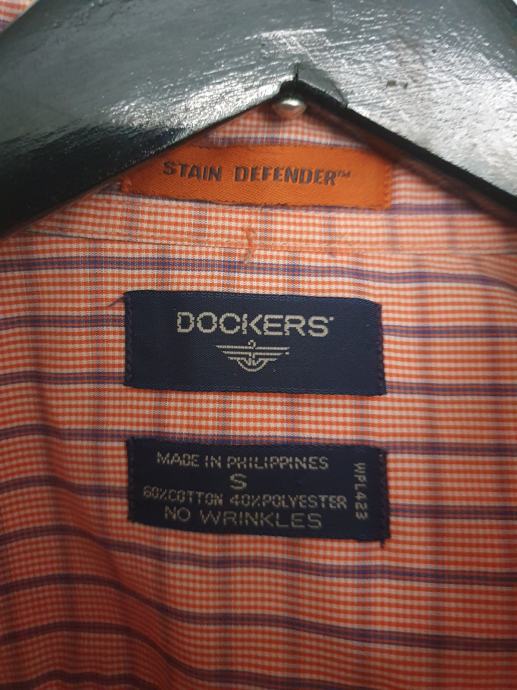 STAIN DEFENDER™
DOCKERS®
MADE IN PHILIPPINES
S
60%COTTON 40%POLYESTER
NO WRINKLES
WPL423